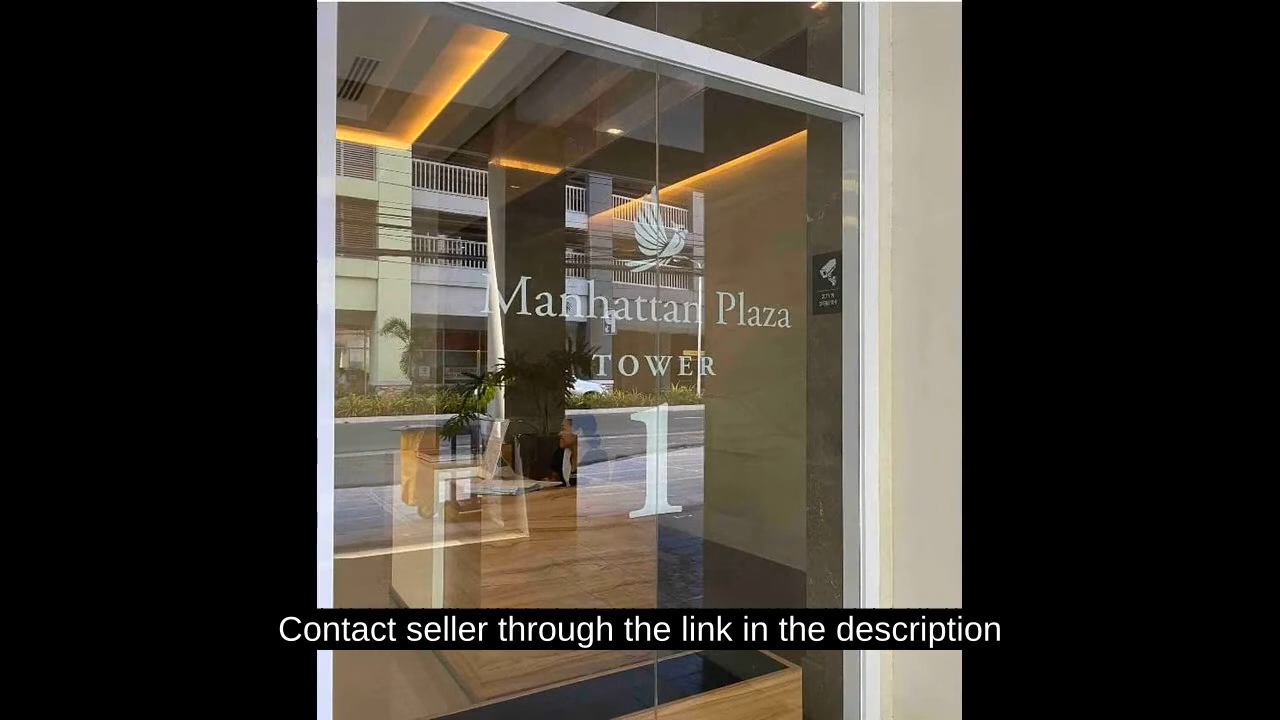 Manhattan Plaza
TOWER
1
Contact seller through the link in the description